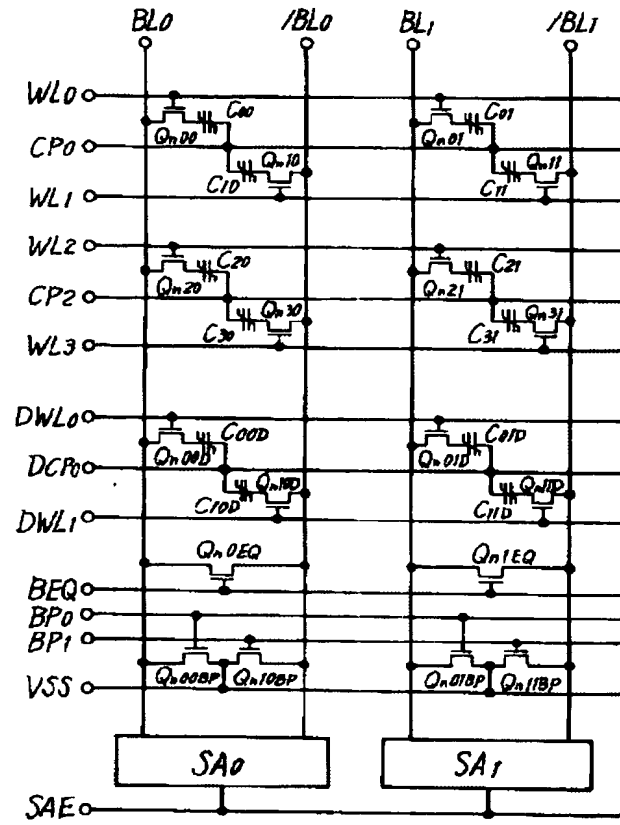 BL0 /BL0 BL1 /BL1
WL0
C00 C01
Qn00 Qn01
CP0
Qn10 Qn11
C10 C11
WL1
WL2
C20 C21
Qn20 Qn21
CP2
Qn30 Qn31
C30 C31
WL3
DWL0
C00D C01D
Qn00D Qn01D
DCP0
Qn10D Qn11D
C10D C11D
DWL1
Qn0EQ Qn1EQ
BEQ
BP0
BP1
Qn00BP Qn10BP Qn01BP Qn11BP
VSS
SA0 SA1
SAE